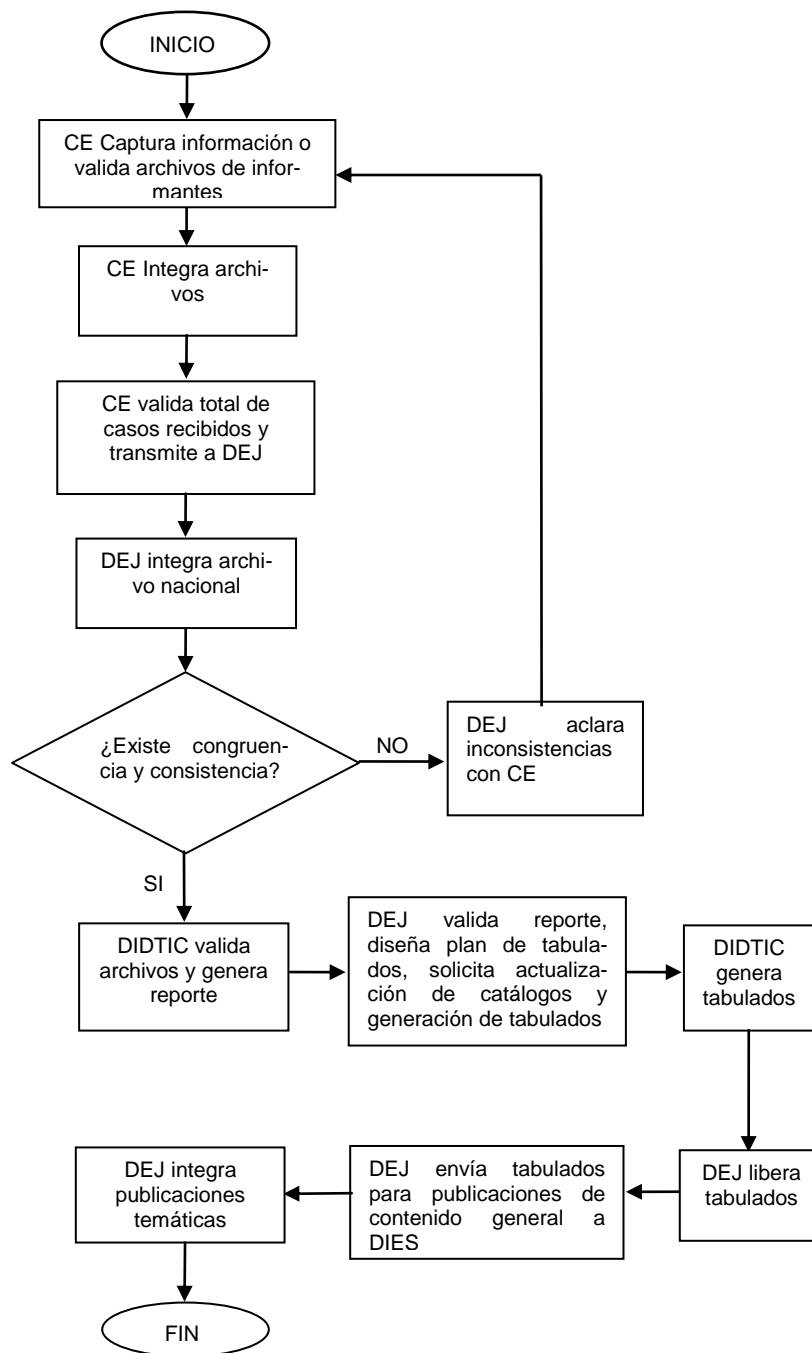 INICIO
CE Captura información o
valida archivos de infor-
mantes
CE Integra archi-
vos
CE valida total de
casos recibidos y
transmite a DEJ
DEJ integra archi-
vo nacional
¿Existe congruen-
cia y consistencia?
NO
DEJ aclara
inconsistencias
con CE
SI
DIDTIC valida
archivos y genera
reporte
DEJ valida reporte,
diseña plan de tabula-
dos, solicita actualiza-
ción de catálogos y
generación de tabulados
DIDTIC
genera
tabulados
DEJ libera
tabulados
DEJ envía tabulados
para publicaciones de
contenido general a
DIES
DEJ integra
publicaciones
temáticas
FIN